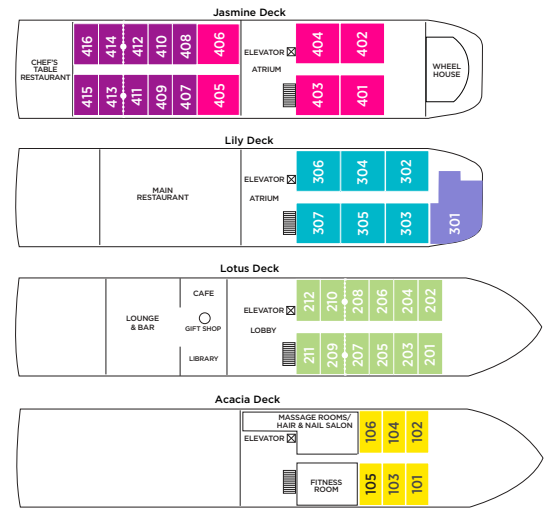 Jasmine Deck
416 414 412 410 408 406
ELEVATOR
404 402
CHEF'S
TABLE
RESTAURANT
ATRIUM
WHEEL
HOUSE
415 413 411 409 407 405
403 401
Lily Deck
ELEVATOR
306 304 302
MAIN
RESTAURANT
ATRIUM
307 305 303 301
Lotus Deck
CAFE
212 210 208 206 204 202
LOUNGE
& BAR
GIFT SHOP
ELEVATOR
LOBBY
LIBRARY
211 209 207 205 203 201
Acacia Deck
MASSAGE ROOMS/
HAIR & NAIL SALON
ELEVATOR
106 104 102
FITNESS
ROOM
105 103 101